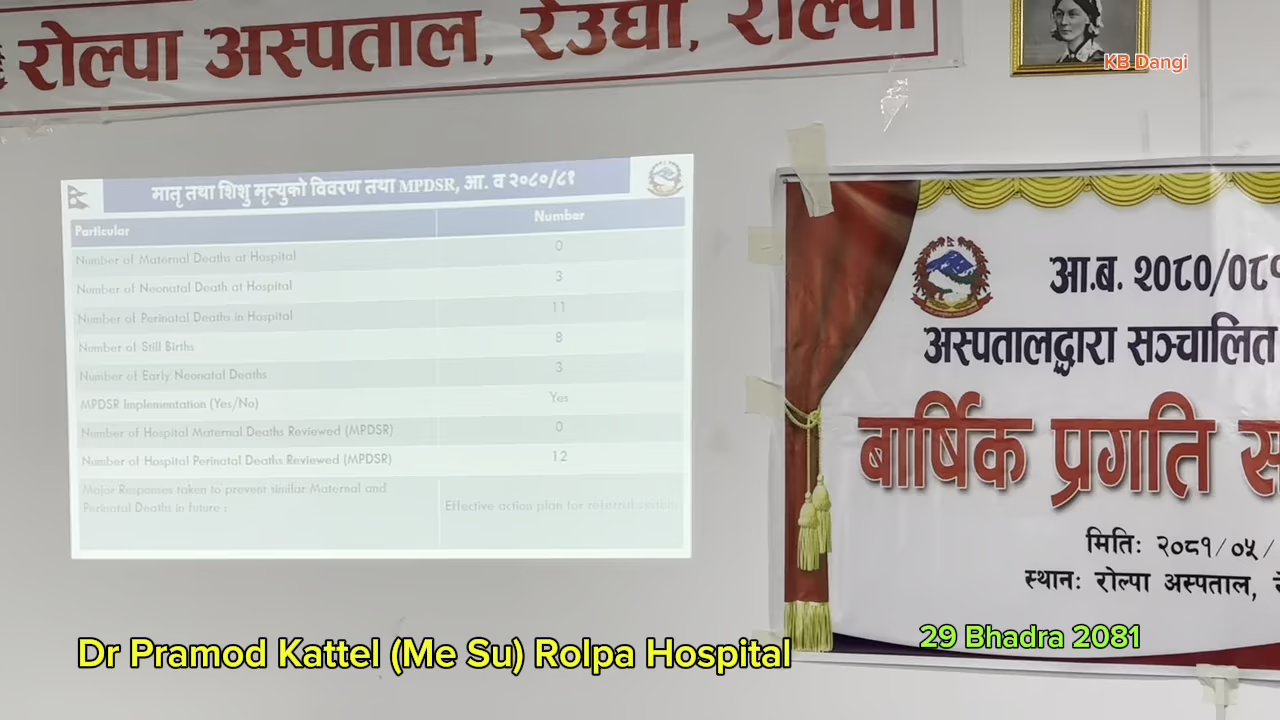 रोल्पा अस्पताल, रेउघा, रोल्पा
KB Dangi
मातृ तथा शिशु मृत्युको विवरण तथा MPDSR, आ. व २०८०/८१
Particular Number
Number of Maternal Deaths at Hospital 0
Number of Neonatal Death at Hospital 3
Number of Perinatal Deaths in Hospital 11
Number of Still Births 8
Number of Early Neonatal Deaths 3
MPDSR Implementation (Yes/No) Yes
Number of Hospital Maternal Deaths Reviewed (MPDSR) 0
Number of Hospital Perinatal Deaths Reviewed (MPDSR) 12
Major Responses taken to prevent similar Maternal and
Perinatal Deaths in future : Effective action plan for referral system
आ.ब. २०८०/०८१
अस्पतालद्वारा सञ्चालित
बार्षिक प्रगति स
मितिः २०८१/०५/
स्थानः रोल्पा अस्पताल,
Dr Pramod Kattel (Me Su) Rolpa Hospital
29 Bhadra 2081